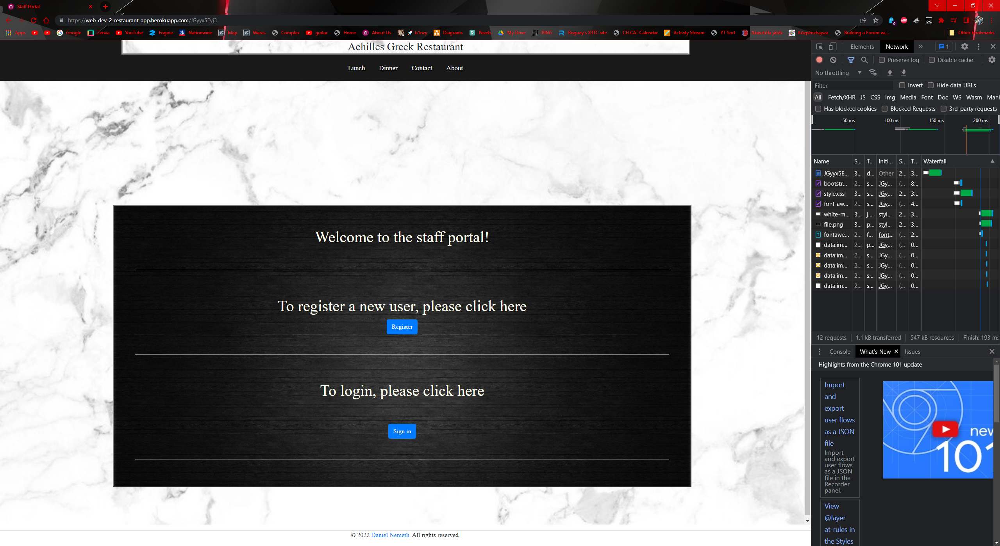 Staff Portal
https://web-dev-2-restaurant-app.herokuapp.com/JGyyx5Eyj3
Apps Google Zenva YouTube Engine Nationwide Map Wares Complex guitar Home About Us b1nzy Diagrams Pexels My Drive PING Roguey's X3TC site CELCAT Calendar Activity Stream YT Sort Akasztófa játék Közpénzhajsza Building a Forum wi... Other bookmarks
Achilles Greek Restaurant
Lunch Dinner Contact About
Welcome to the staff portal!
To register a new user, please click here
Register
To login, please click here
Sign in
© 2022 Daniel Nemeth. All rights reserved.
Elements Network 1
Preserve log Disable cache
No throttling
Filter Invert Hide data URLs
All Fetch/XHR JS CSS Img Media Font Doc WS Wasm Mani
Has blocked cookies Blocked Requests 3rd-party requests
50 ms 100 ms 150 ms 200 ms
Name S.. T.. Initi... S.. T.. Waterfall
JGyyx5E... 3... d... Other 2... 3...
bootstr... 2... s... JGy... (... 8...
style.css 3... s... JGy... 2... 3...
font-aw... 2... s... JGy... (... 4...
white-m... 3... j... styl... 2... 3...
file.png 3... p... styl... 2... 3...
fontawe... 2... f... font... (... 2...
data:im... 2... p... JGy... (... 0...
data:im... 2... s... JGy... (... 0...
data:im... 2... s... JGy... (... 0...
data:im... 2... s... JGy... (... 0...
data:im... 2... s... JGy... (... 0...
12 requests 1.1 kB transferred 547 kB resources Finish: 193 ms
Console What's New Issues
Highlights from the Chrome 101 update
Import
and
export
user flows
as a JSON
file
Import
and export
user flows
as a JSON
file in the
Recorder
panel.
new
101
View
@layer
at-rules in
the Styles